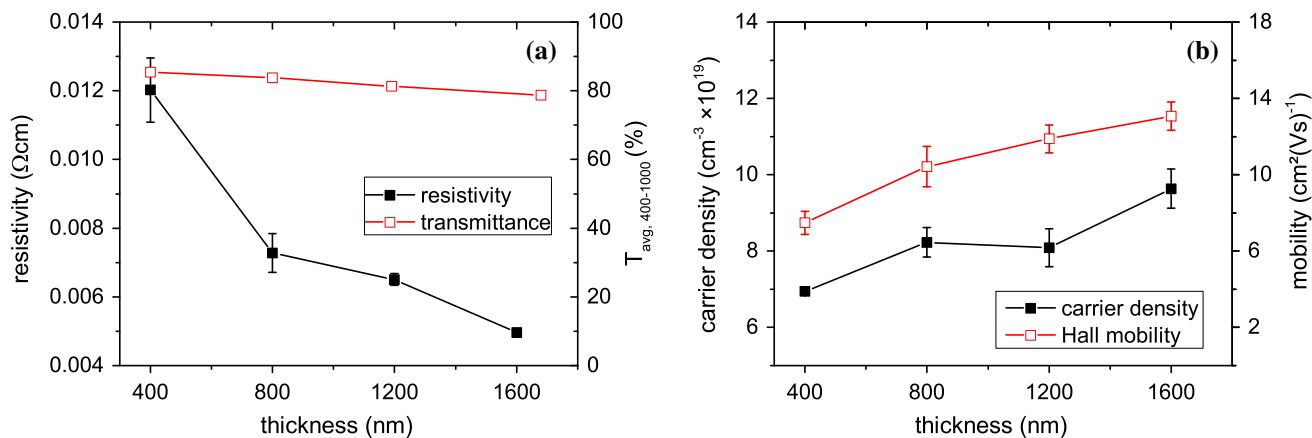 (a)
resistivity (Ωcm)
0.014
0.012
0.010
0.008
0.006
0.004
100
80
60
40
20
0
T avg, 400-1000 (%)
resistivity
transmittance
400 800 1200 1600
thickness (nm)
(b)
carrier density (cm⁻³ ×10¹⁹)
14
12
10
8
6
18
14
10
6
2
mobility (cm²(Vs)⁻¹)
carrier density
Hall mobility
400 800 1200 1600
thickness (nm)